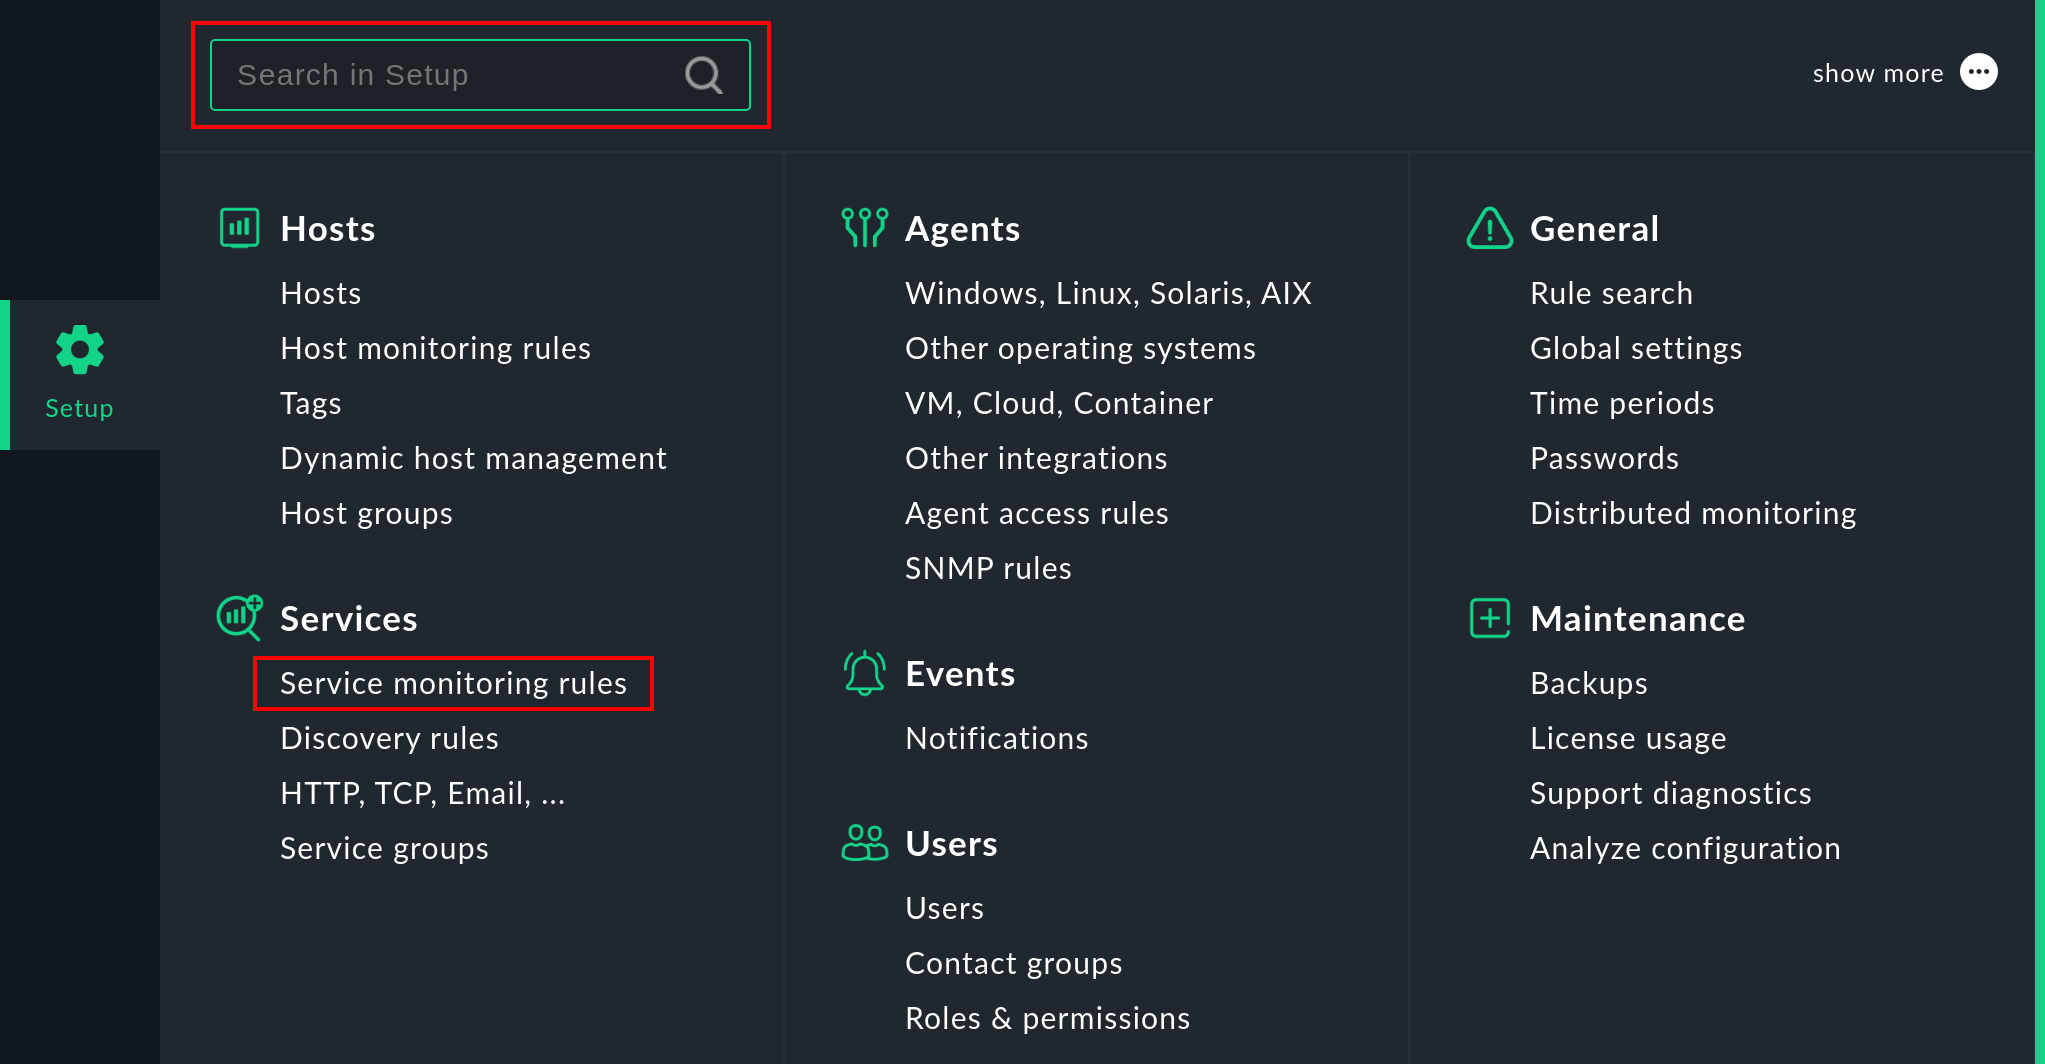 Search in Setup
show more
Setup
Hosts
Hosts
Host monitoring rules
Tags
Dynamic host management
Host groups
Services
Service monitoring rules
Discovery rules
HTTP, TCP, Email, ...
Service groups
Agents
Windows, Linux, Solaris, AIX
Other operating systems
VM, Cloud, Container
Other integrations
Agent access rules
SNMP rules
Events
Notifications
Users
Users
Contact groups
Roles & permissions
General
Rule search
Global settings
Time periods
Passwords
Distributed monitoring
Maintenance
Backups
License usage
Support diagnostics
Analyze configuration